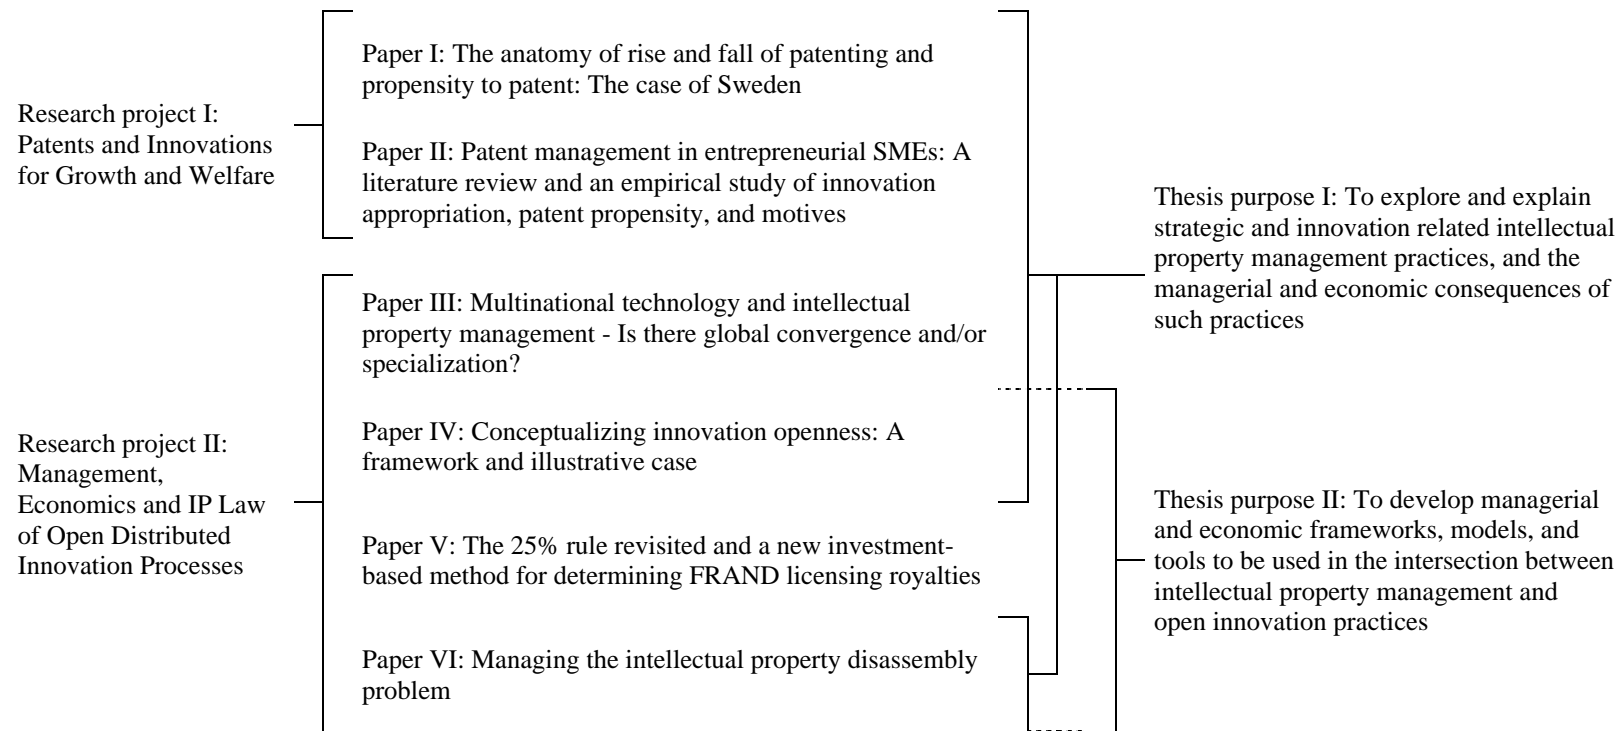 Research project I:
Patents and Innovations
for Growth and Welfare
Research project II:
Management,
Economics and IP Law
of Open Distributed
Innovation Processes
Paper I: The anatomy of rise and fall of patenting and
propensity to patent: The case of Sweden
Paper II: Patent management in entrepreneurial SMEs: A
literature review and an empirical study of innovation
appropriation, patent propensity, and motives
Paper III: Multinational technology and intellectual
property management - Is there global convergence and/or
specialization?
Paper IV: Conceptualizing innovation openness: A
framework and illustrative case
Paper V: The 25% rule revisited and a new investment-
based method for determining FRAND licensing royalties
Paper VI: Managing the intellectual property disassembly
problem
Thesis purpose I: To explore and explain
strategic and innovation related intellectual
property management practices, and the
managerial and economic consequences of
such practices
Thesis purpose II: To develop managerial
and economic frameworks, models, and
tools to be used in the intersection between
intellectual property management and
open innovation practices